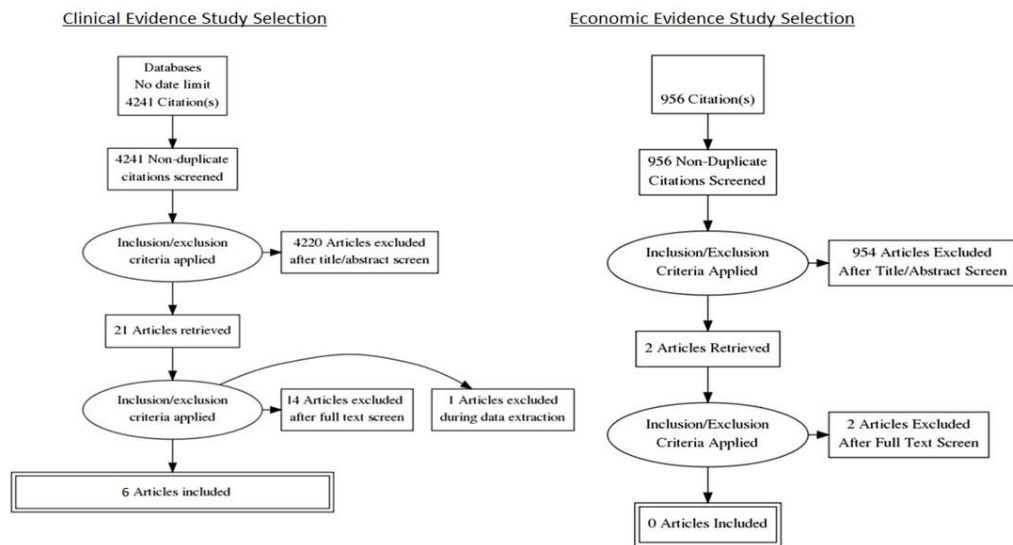 Clinical Evidence Study Selection
Databases
No date limit
4241 Citation(s)
4241 Non-duplicate
citations screened
Inclusion/exclusion
criteria applied
4220 Articles excluded
after title/abstract screen
21 Articles retrieved
Inclusion/exclusion
criteria applied
14 Articles excluded
after full text screen
1 Articles excluded
during data extraction
6 Articles included
Economic Evidence Study Selection
956 Citation(s)
956 Non-Duplicate
Citations Screened
Inclusion/Exclusion
Criteria Applied
954 Articles Excluded
After Title/Abstract Screen
2 Articles Retrieved
Inclusion/Exclusion
Criteria Applied
2 Articles Excluded
After Full Text Screen
0 Articles Included